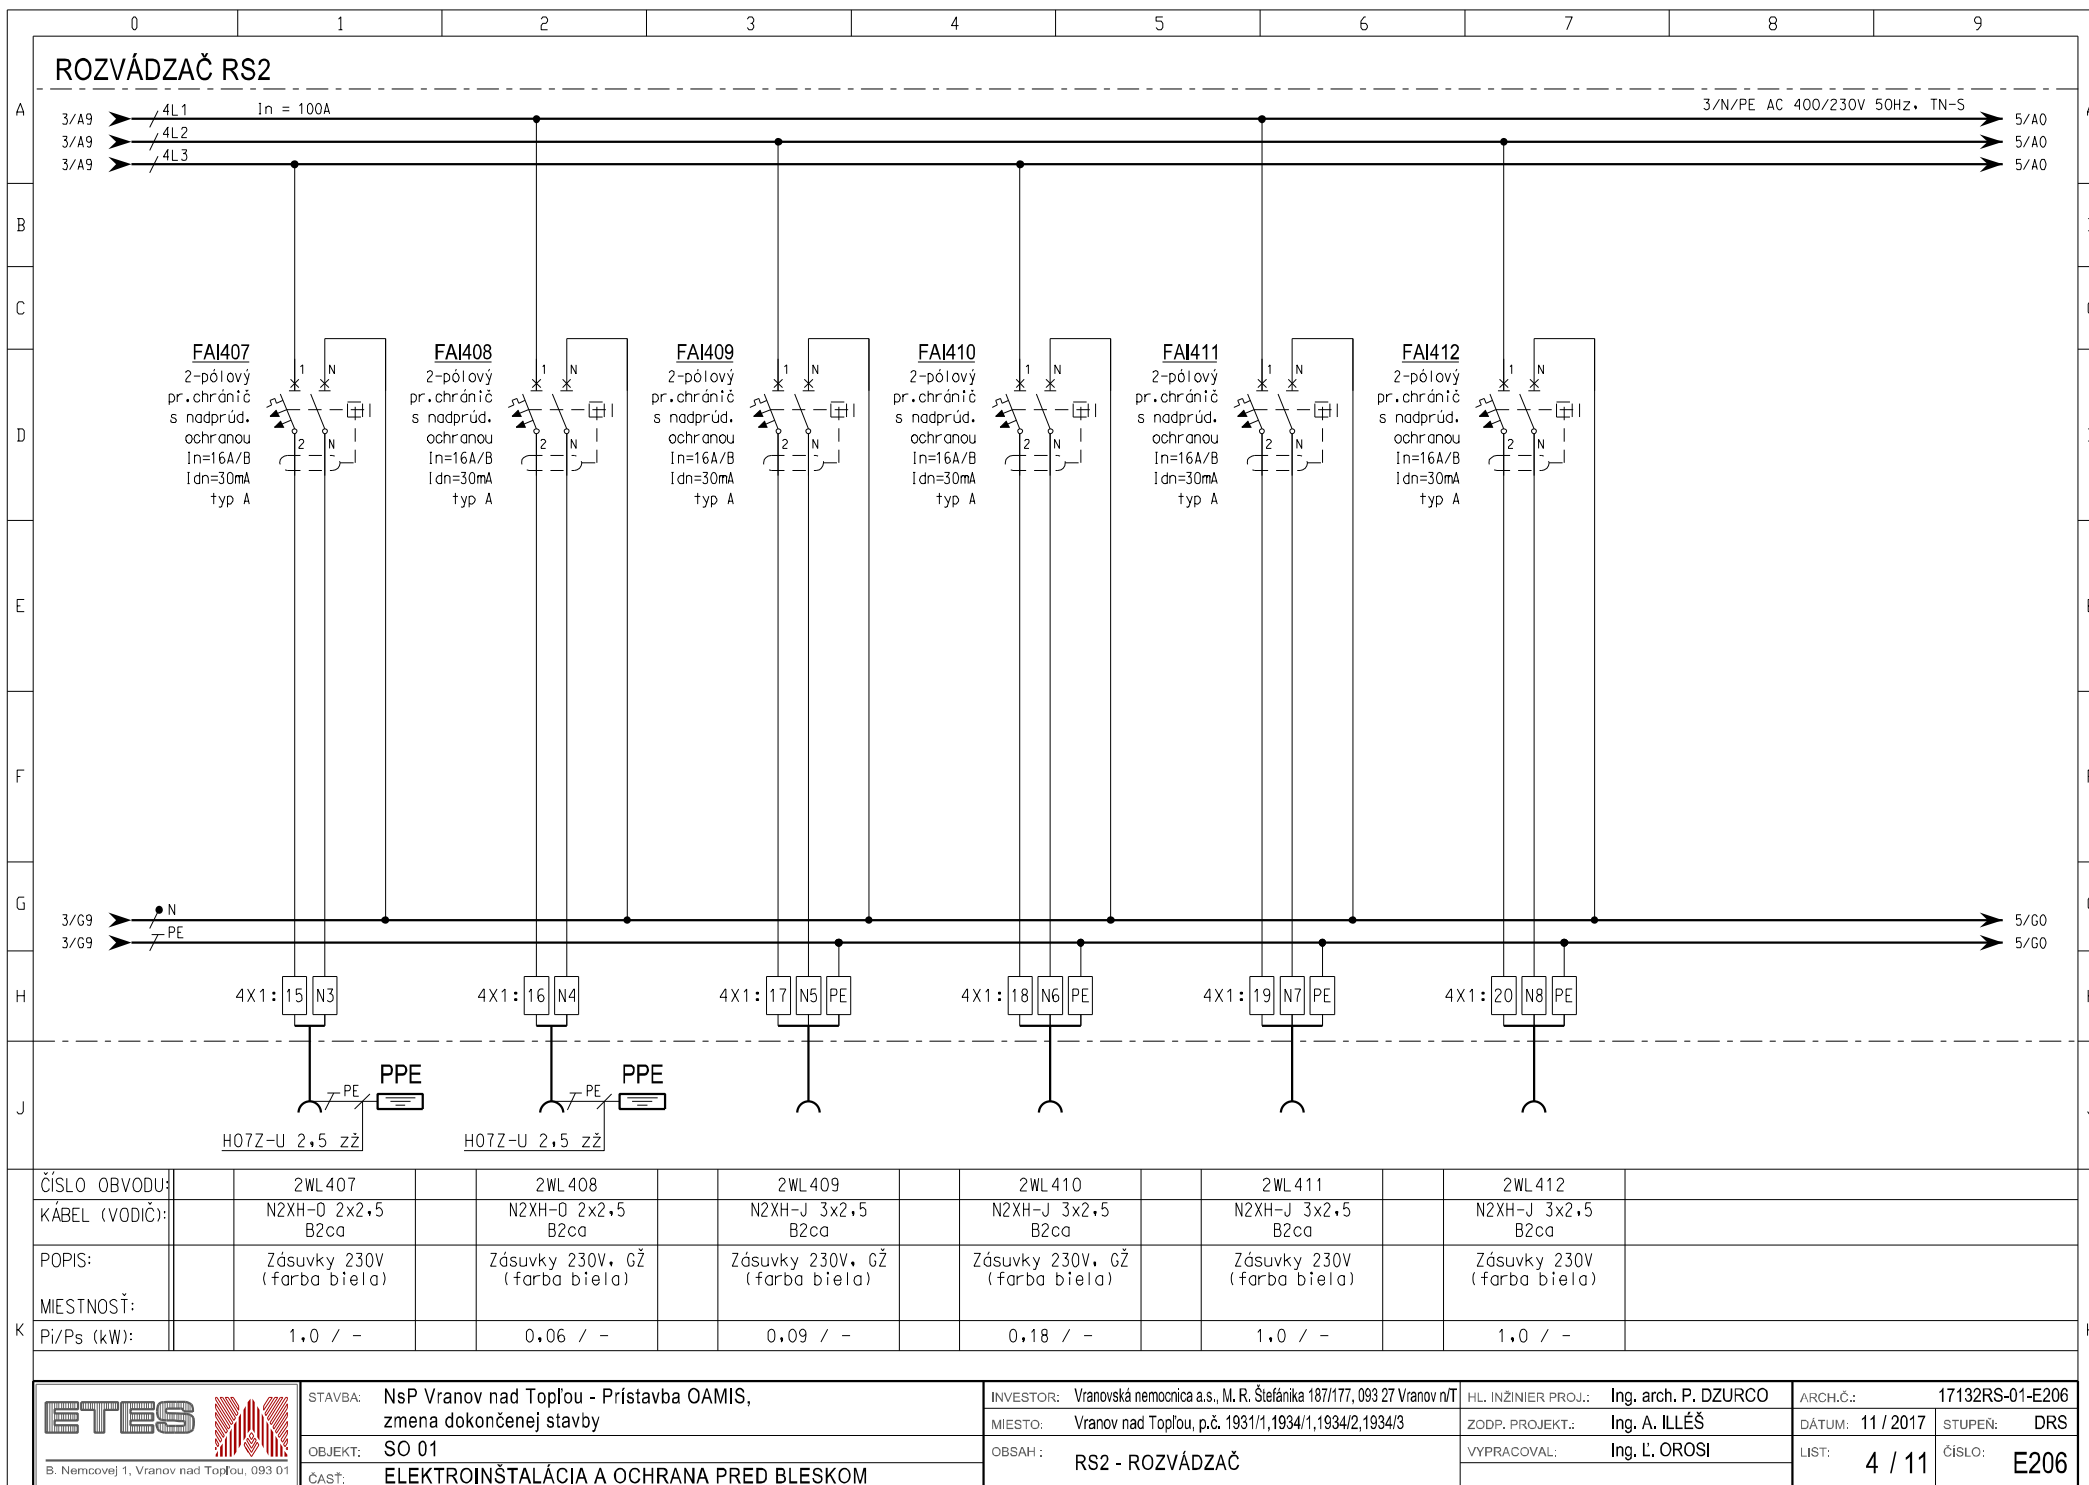 0 1 2 3 4 5 6 7 8 9
ROZVÁDZAČ RS2
A
3/A9 4L1 In = 100A 3/N/PE AC 400/230V 50Hz, TN-S 5/A0
3/A9 4L2 5/A0
3/A9 4L3 5/A0
B
C
FAI407 FAI408 FAI409 FAI410 FAI411 FAI412
1 N 1 N 1 N 1 N 1 N 1 N
2-pólový 2-pólový 2-pólový 2-pólový 2-pólový 2-pólový
pr.chránič pr.chránič pr.chránič pr.chránič pr.chránič pr.chránič
s nadprúd. s nadprúd. s nadprúd. s nadprúd. s nadprúd. s nadprúd.
D
ochranou ochranou ochranou ochranou ochranou ochranou
2 N 2 N 2 N 2 N 2 N 2 N
In=16A/B In=16A/B In=16A/B In=16A/B In=16A/B In=16A/B
Idn=30mA Idn=30mA Idn=30mA Idn=30mA Idn=30mA Idn=30mA
typ A typ A typ A typ A typ A typ A
E
F
G
3/G9 N 5/G0
3/G9 PE 5/G0
H
4X1: 15 N3 4X1: 16 N4 4X1: 17 N5 PE 4X1: 18 N6 PE 4X1: 19 N7 PE 4X1: 20 N8 PE
PPE PPE
PE PE
J
H07Z-U 2,5 zž H07Z-U 2,5 zž
ČÍSLO OBVODU: 2WL407 2WL408 2WL409 2WL410 2WL411 2WL412
KÁBEL (VODIČ): N2XH-O 2x2,5 N2XH-O 2x2,5 N2XH-J 3x2,5 N2XH-J 3x2,5 N2XH-J 3x2,5 N2XH-J 3x2,5
B2ca B2ca B2ca B2ca B2ca B2ca
POPIS: Zásuvky 230V Zásuvky 230V, GŽ Zásuvky 230V, GŽ Zásuvky 230V, GŽ Zásuvky 230V Zásuvky 230V
(farba biela) (farba biela) (farba biela) (farba biela) (farba biela) (farba biela)
MIESTNOSŤ:
K
Pi/Ps (kW): 1,0 / - 0,06 / - 0,09 / - 0,18 / - 1,0 / - 1,0 / -
ETES
B. Nemcovej 1, Vranov nad Topľou, 093 01
STAVBA: NsP Vranov nad Topľou - Prístavba OAMIS,
zmena dokončenej stavby
OBJEKT: SO 01
ČASŤ: ELEKTROINŠTALÁCIA A OCHRANA PRED BLESKOM
INVESTOR: Vranovská nemocnica a.s., M. R. Štefánika 187/177, 093 27 Vranov n/T
MIESTO: Vranov nad Topľou, p.č. 1931/1,1934/1,1934/2,1934/3
OBSAH: RS2 - ROZVÁDZAČ
HL. INŽINIER PROJ.: Ing. arch. P. DZURCO
ZODP. PROJEKT.: Ing. A. ILLÉŠ
VYPRACOVAL: Ing. Ľ. OROSI
ARCH.Č.: 17132RS-01-E206
DÁTUM: 11 / 2017 STUPEŇ: DRS
LIST: 4 / 11 ČÍSLO: E206